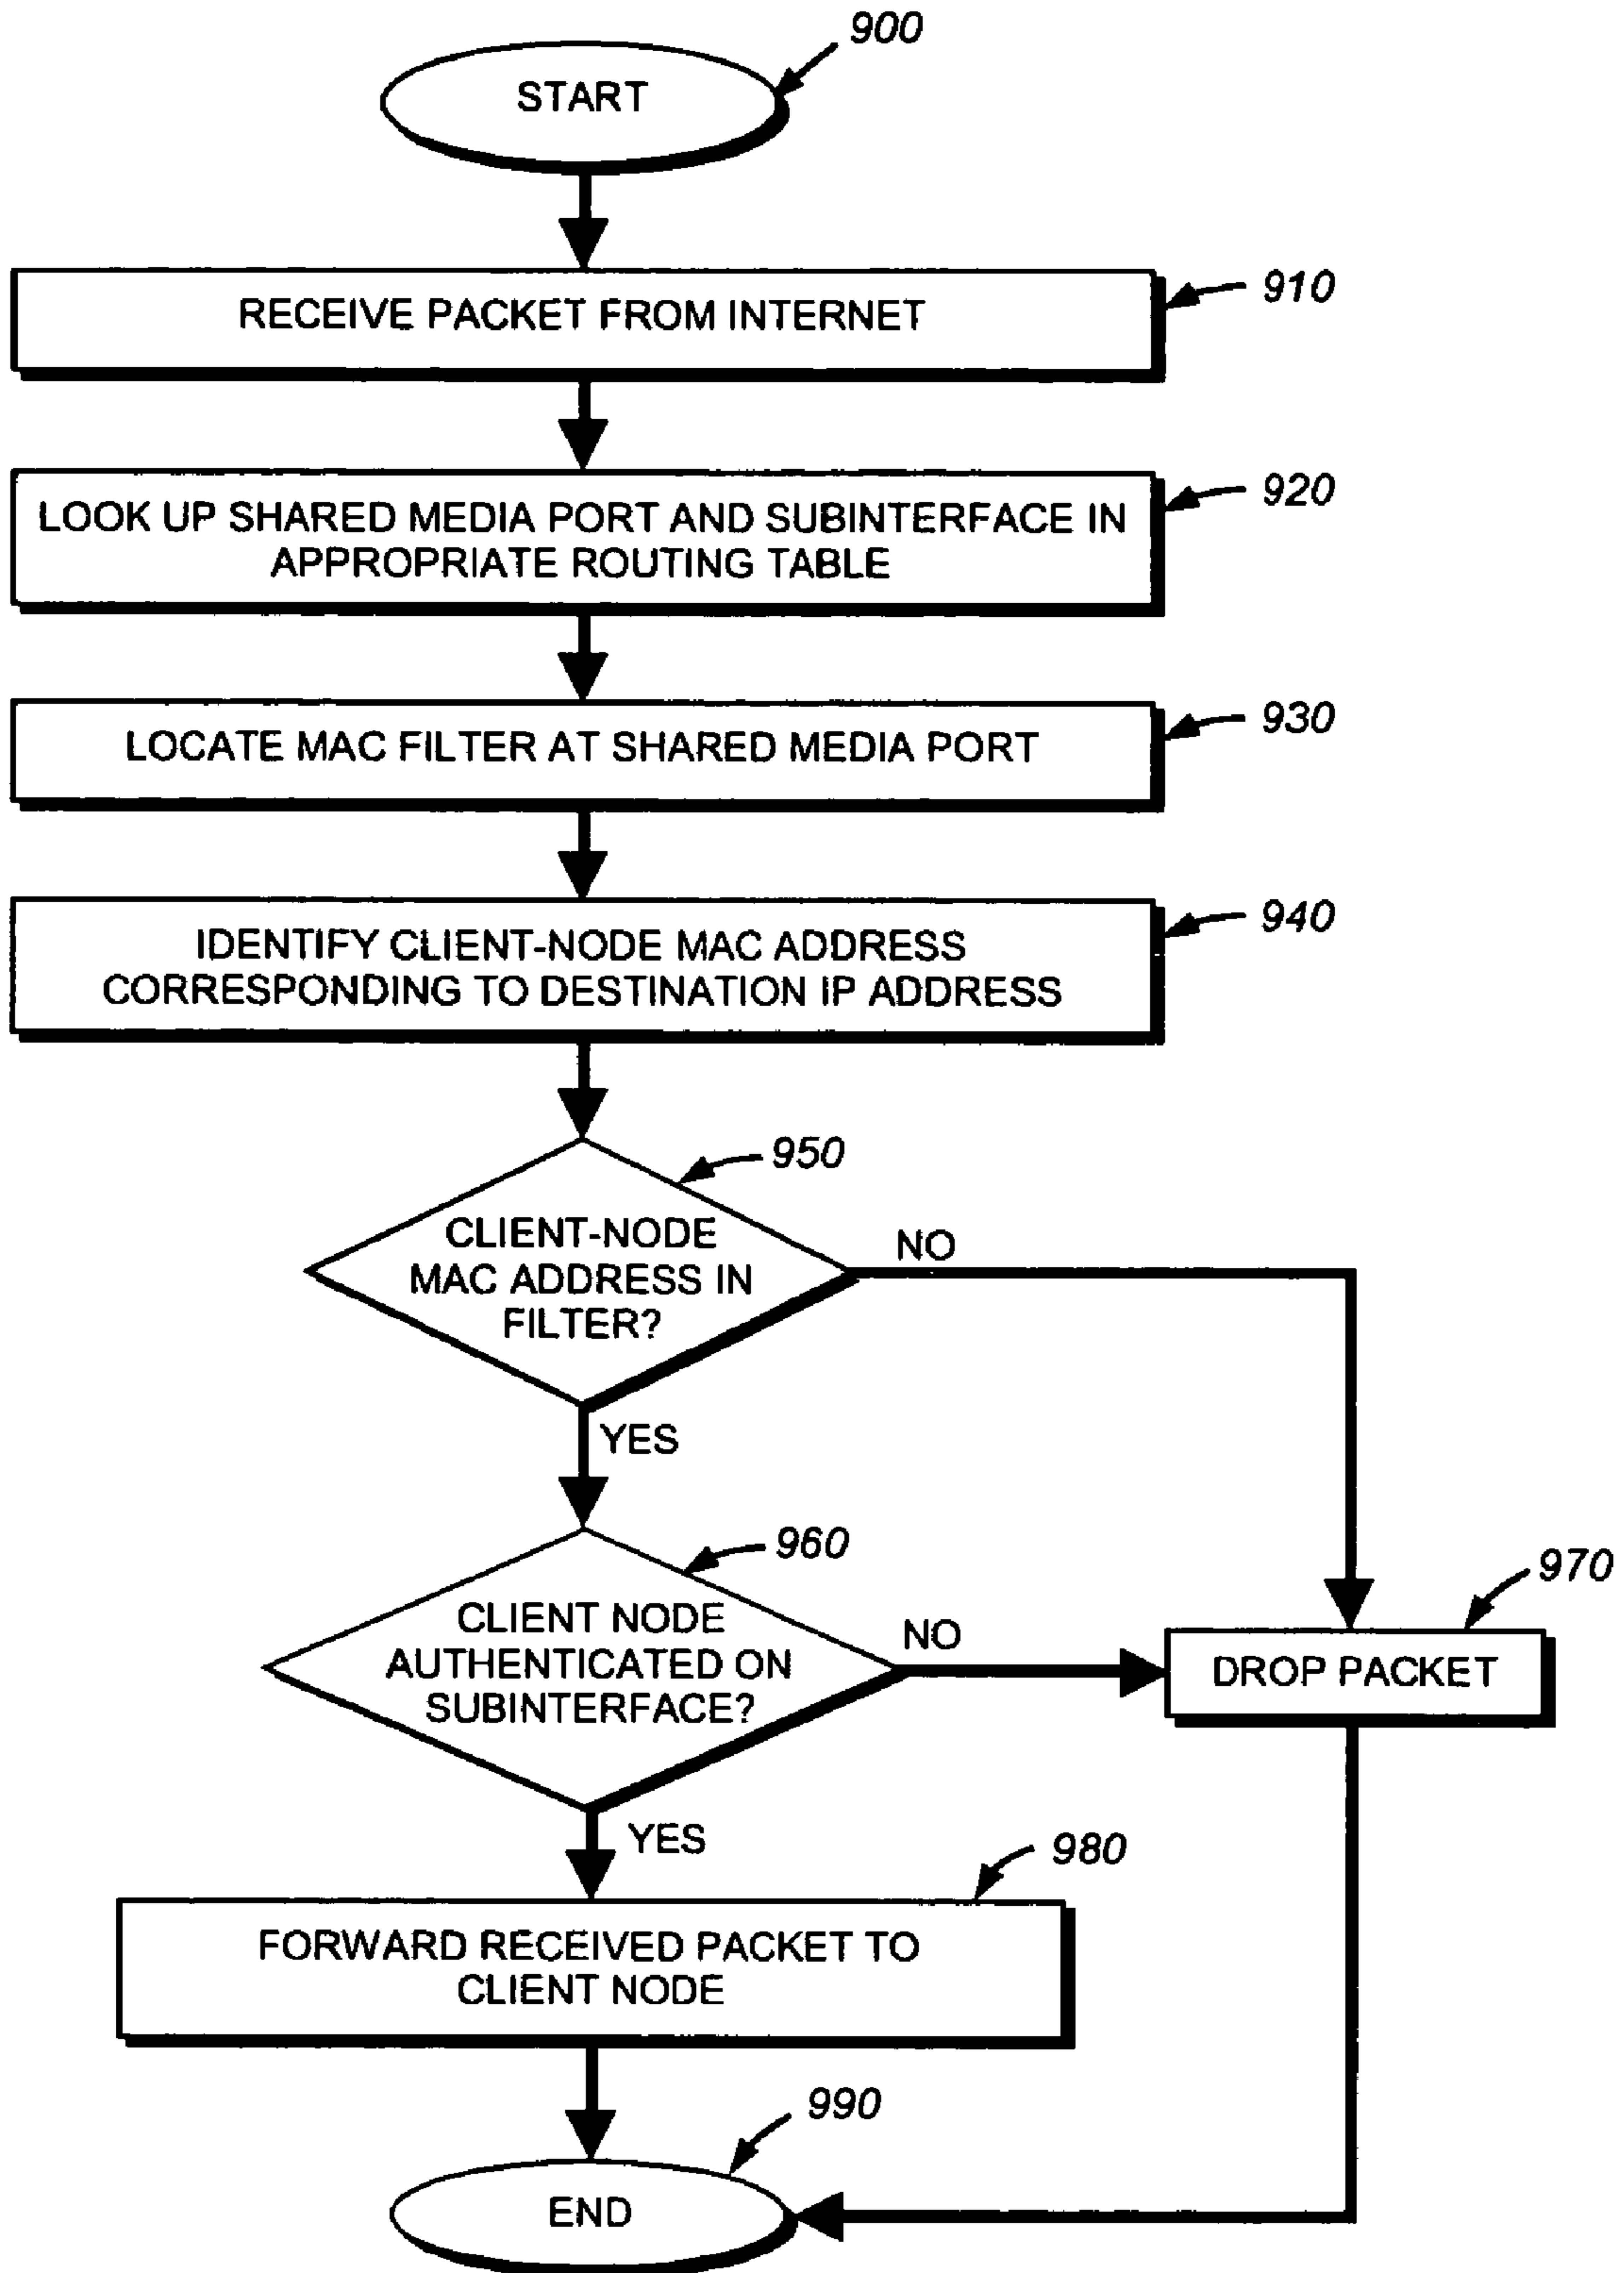 900
START
910
RECEIVE PACKET FROM INTERNET
920
LOOK UP SHARED MEDIA PORT AND SUBINTERFACE IN
APPROPRIATE ROUTING TABLE
930
LOCATE MAC FILTER AT SHARED MEDIA PORT
940
IDENTIFY CLIENT-NODE MAC ADDRESS
CORRESPONDING TO DESTINATION IP ADDRESS
950
CLIENT-NODE
MAC ADDRESS IN
FILTER?
NO
YES
960
CLIENT NODE
AUTHENTICATED ON
SUBINTERFACE?
NO
970
DROP PACKET
YES
980
FORWARD RECEIVED PACKET TO
CLIENT NODE
990
END